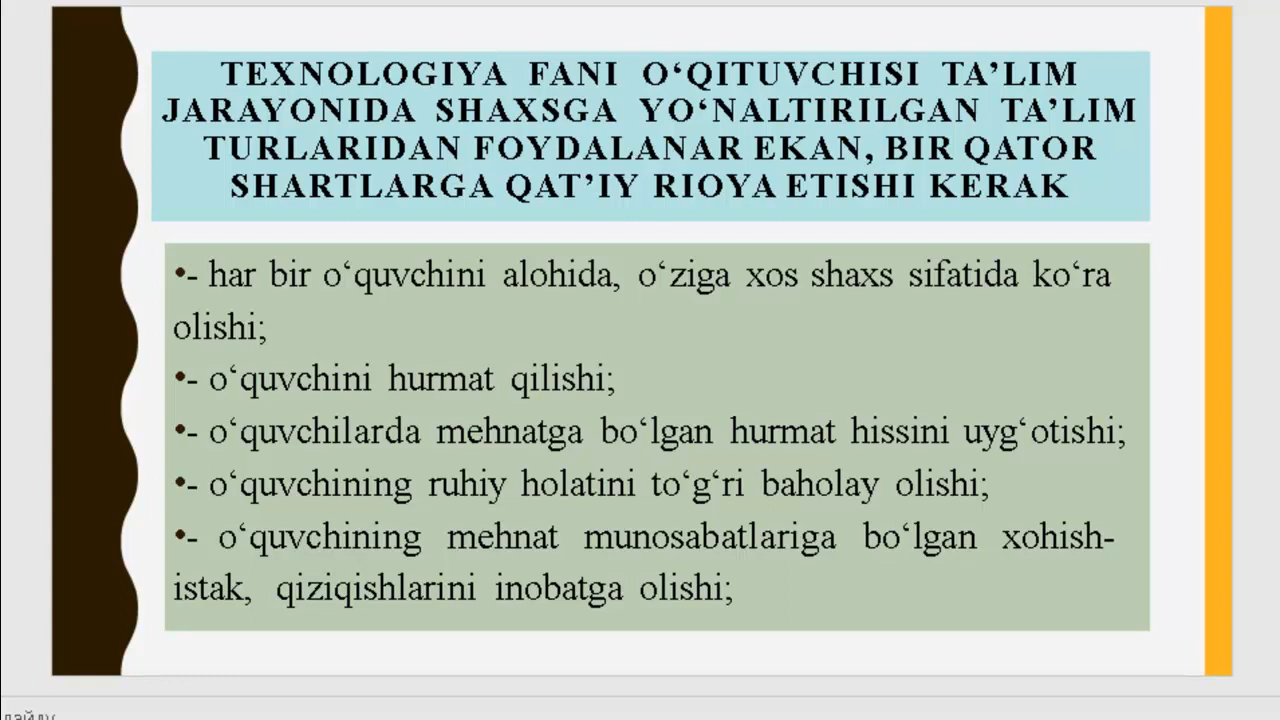 TEXNOLOGIYA FANI O‘QITUVCHISI TA’LIM
JARAYONIDA SHAXSGA YO‘NALTIRILGAN TA’LIM
TURLARIDAN FOYDALANAR EKAN, BIR QATOR
SHARTLARGA QAT’IY RIOYA ETISHI KERAK
•- har bir o‘quvchini alohida, o‘ziga xos shaxs sifatida ko‘ra
olishi;
•- o‘quvchini hurmat qilishi;
•- o‘quvchilarda mehnatga bo‘lgan hurmat hissini uyg‘otishi;
•- o‘quvchining ruhiy holatini to‘g‘ri baholay olishi;
•- o‘quvchining mehnat munosabatlariga bo‘lgan xohish-
istak, qiziqishlarini inobatga olishi;